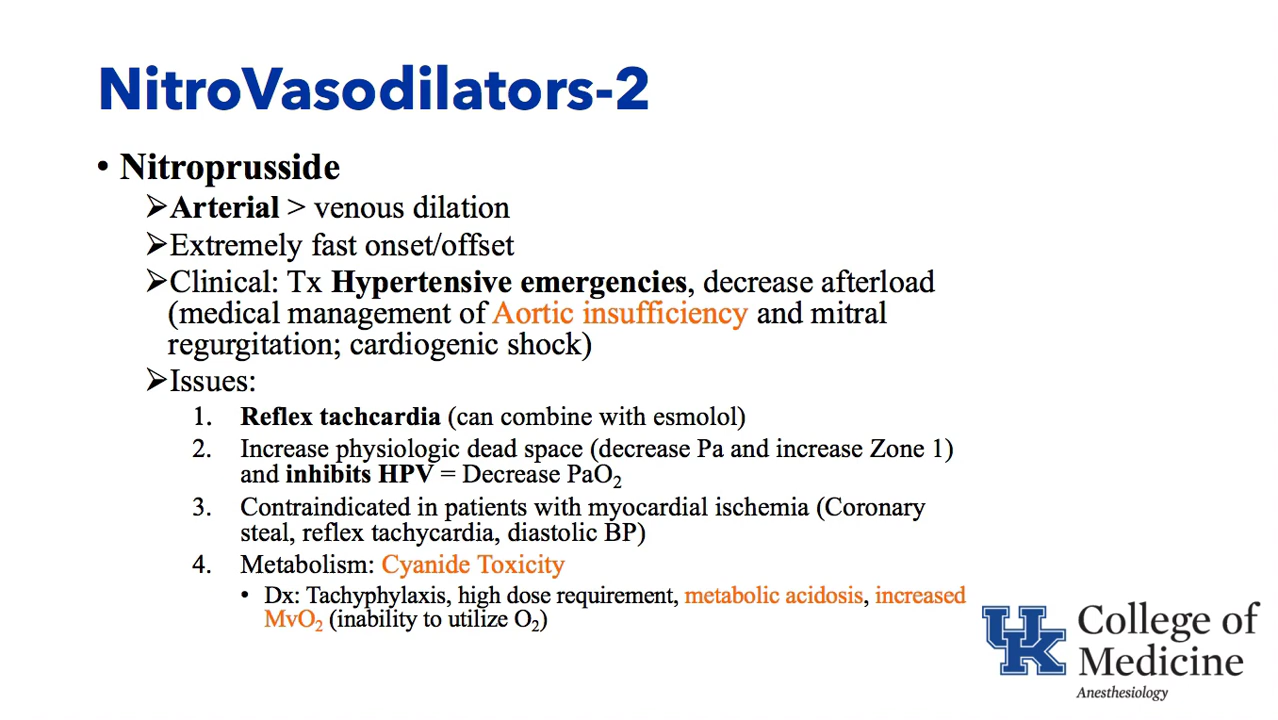 NitroVasodilators-2
• Nitroprusside
➢Arterial > venous dilation
➢Extremely fast onset/offset
➢Clinical: Tx Hypertensive emergencies, decrease afterload
(medical management of Aortic insufficiency and mitral
regurgitation; cardiogenic shock)
➢Issues:
1. Reflex tachcardia (can combine with esmolol)
2. Increase physiologic dead space (decrease Pa and increase Zone 1)
and inhibits HPV = Decrease PaO₂
3. Contraindicated in patients with myocardial ischemia (Coronary
steal, reflex tachycardia, diastolic BP)
4. Metabolism: Cyanide Toxicity
• Dx: Tachyphylaxis, high dose requirement, metabolic acidosis, increased
MvO₂ (inability to utilize O₂)
UK
College of
Medicine
Anesthesiology